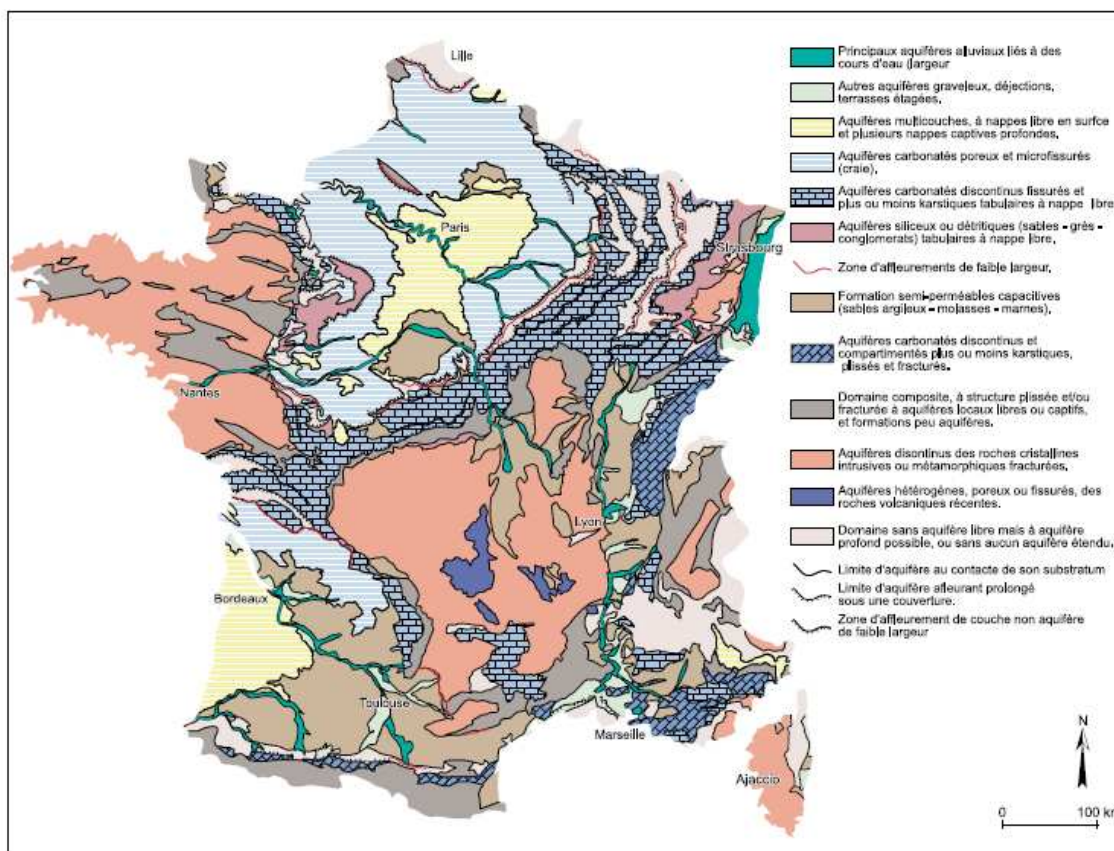 Lille
Paris
Strasbourg
Nantes
Lyon
Bordeaux
Toulouse
Marseille
Ajaccio
Principaux aquifères alluviaux liés à des
cours d'eau (largeur
Autres aquifères graveleux, déjections,
terrasses étagées.
Aquifères multicouches, à nappes libre en surfce
et plusieurs nappes captives profondes.
Aquifères carbonatés poreux et microfissurés
(craie).
Aquifères carbonatés discontinus fissurés et
plus ou moins karstiques tabulaires à nappe libre
Aquifères siliceux ou détritiques (sables - grès -
conglomerats) tabulaires à nappe libre.
Zone d'affleurements de faible largeur.
Formation semi-perméables capacitives
(sables argileux - molasses - marnes).
Aquifères carbonatés discontinus et
compartimentés plus ou moins karstiques,
plissés et fracturés.
Domaine composite, à structure plissée et/ou
fracturée à aquifères locaux libres ou captifs,
et formations peu aquifères.
Aquifères disontinus des roches cristallines
intrusives ou métamorphiques fracturées.
Aquifères hétérogènes, poreux ou fissurés, des
roches volcaniques récentes.
Domaine sans aquifère libre mais à aquifère
profond possible, ou sans aucun aquifère étendu.
Limite d'aquifère au contacte de son substratum
Limite d'aquifère afleurant prolongé
sous une couverture.
Zone d'affleurement de couche non aquifère
de faible largeur
N
0 100 km